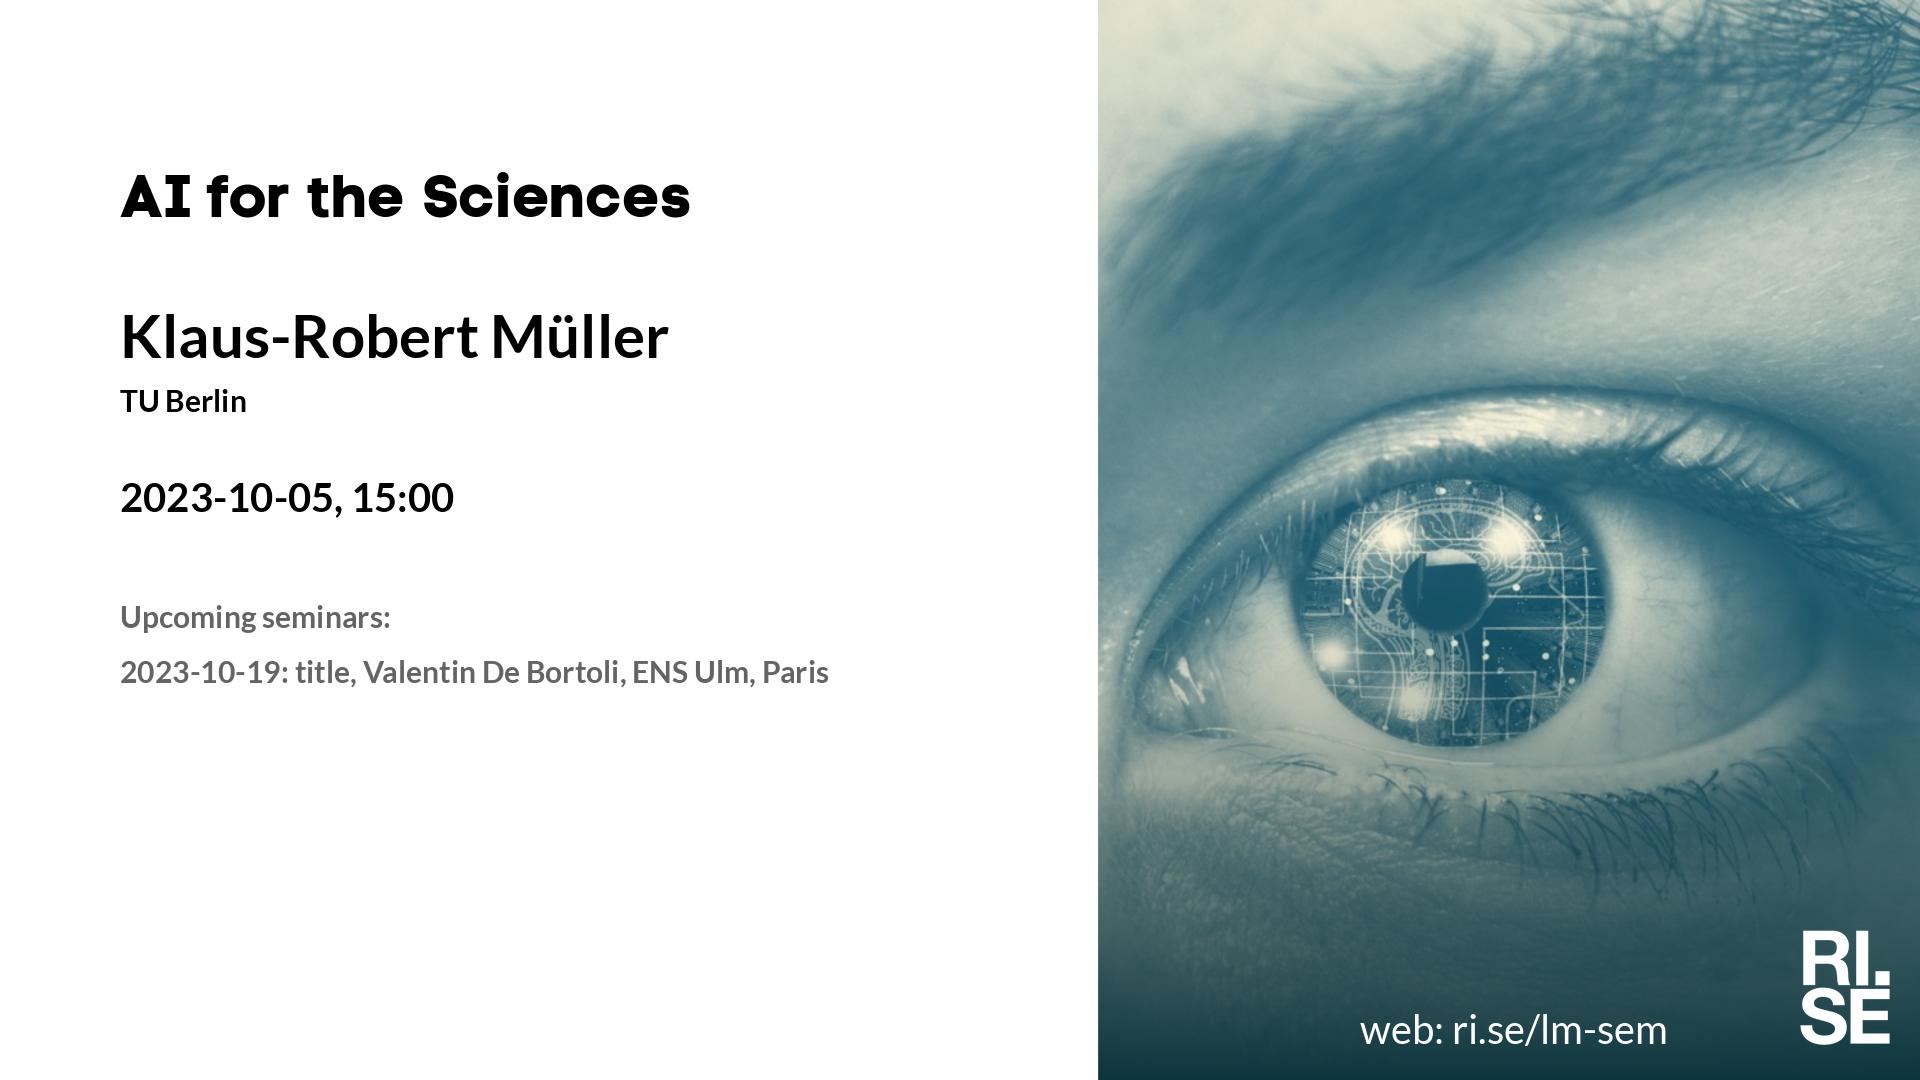 AI for the Sciences
Klaus-Robert Müller
TU Berlin
2023-10-05, 15:00
Upcoming seminars:
2023-10-19: title, Valentin De Bortoli, ENS Ulm, Paris
web: ri.se/lm-sem
RI.
SE